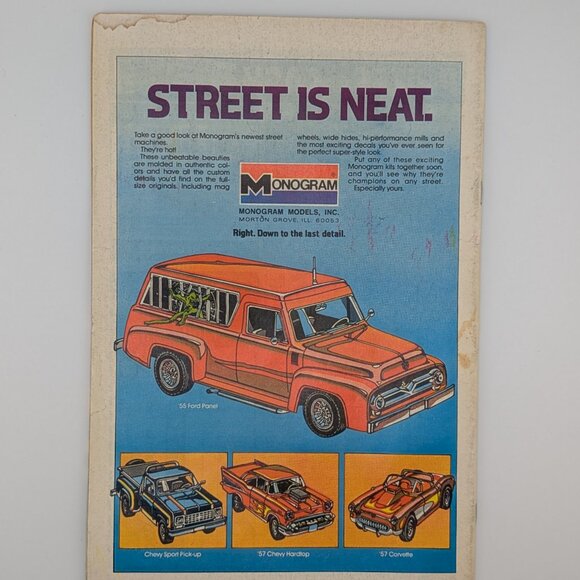 STREET IS NEAT.
Take a good look at Monogram's newest street
machines.
They're hot!
These unbeatable beauties
are molded in authentic col-
ors and have all the custom
details you'd find on the full-
size originals. Including mag
wheels, wide hides, hi-performance mills and
the most exciting decals you've ever seen for
the perfect super-style look.
Put any of these exciting
Monogram kits together soon,
and you'll see why they're
champions on any street.
Especially yours.
MONOGRAM
MONOGRAM MODELS, INC.
MORTON GROVE, ILL. 60053
Right. Down to the last detail.
'55 Ford Panel
Chevy Sport Pick-up
'57 Chevy Hardtop
'57 Corvette